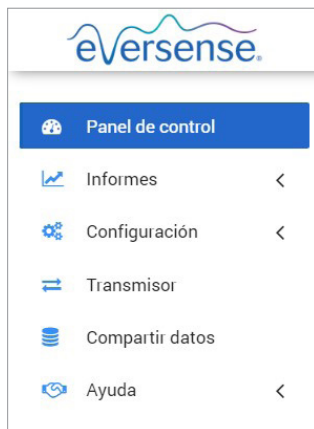 eversense.
Panel de control
Informes
Configuración
Transmisor
Compartir datos
Ayuda